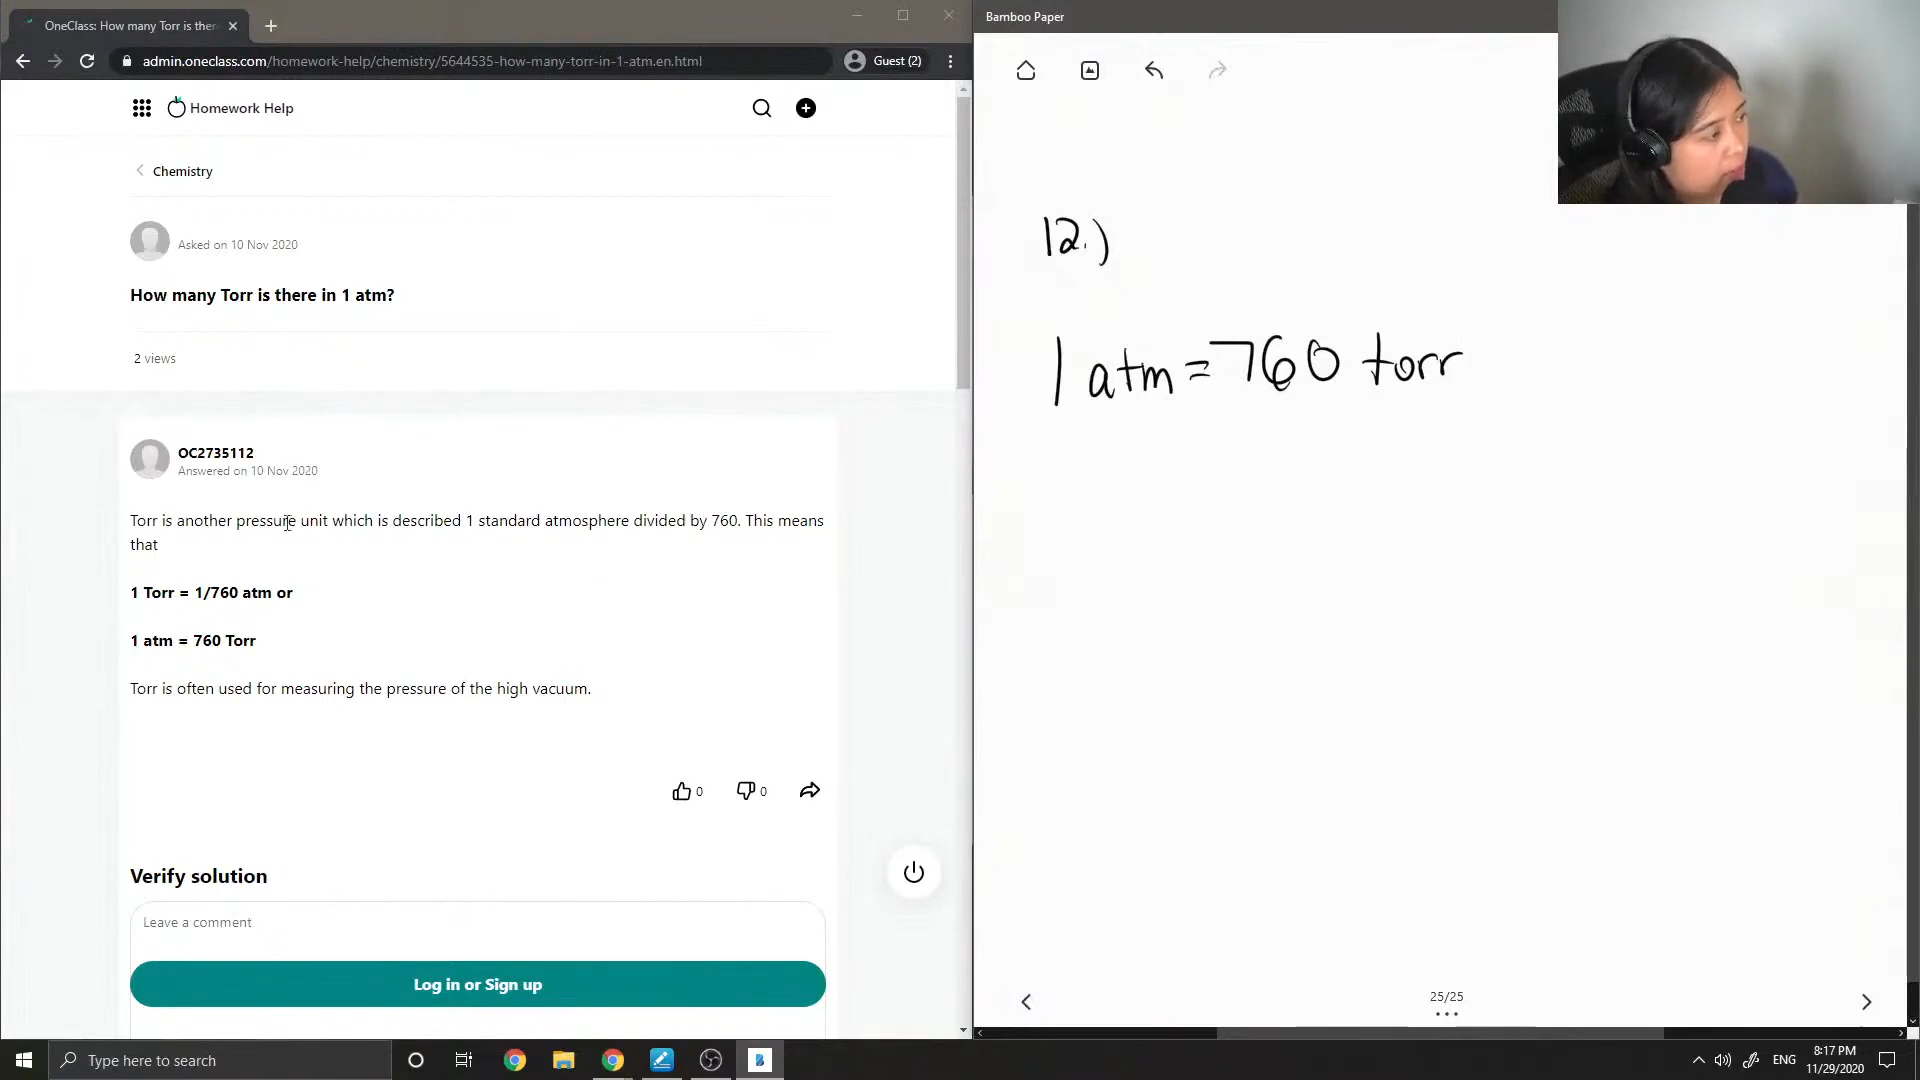 OneClass: How many Torr is ther
admin.oneclass.com/homework-help/chemistry/5644535-how-many-torr-in-1-atm.en.html
Guest (2)
Homework Help
Chemistry
Asked on 10 Nov 2020
How many Torr is there in 1 atm?
2 views
OC2735112
Answered on 10 Nov 2020
Torr is another pressure unit which is described 1 standard atmosphere divided by 760. This means
that
1 Torr = 1/760 atm or
1 atm = 760 Torr
Torr is often used for measuring the pressure of the high vacuum.
0
0
Verify solution
Leave a comment
Log in or Sign up
Bamboo Paper
12.)
1 atm = 760 torr
25/25
Type here to search
ENG
8:17 PM
11/29/2020